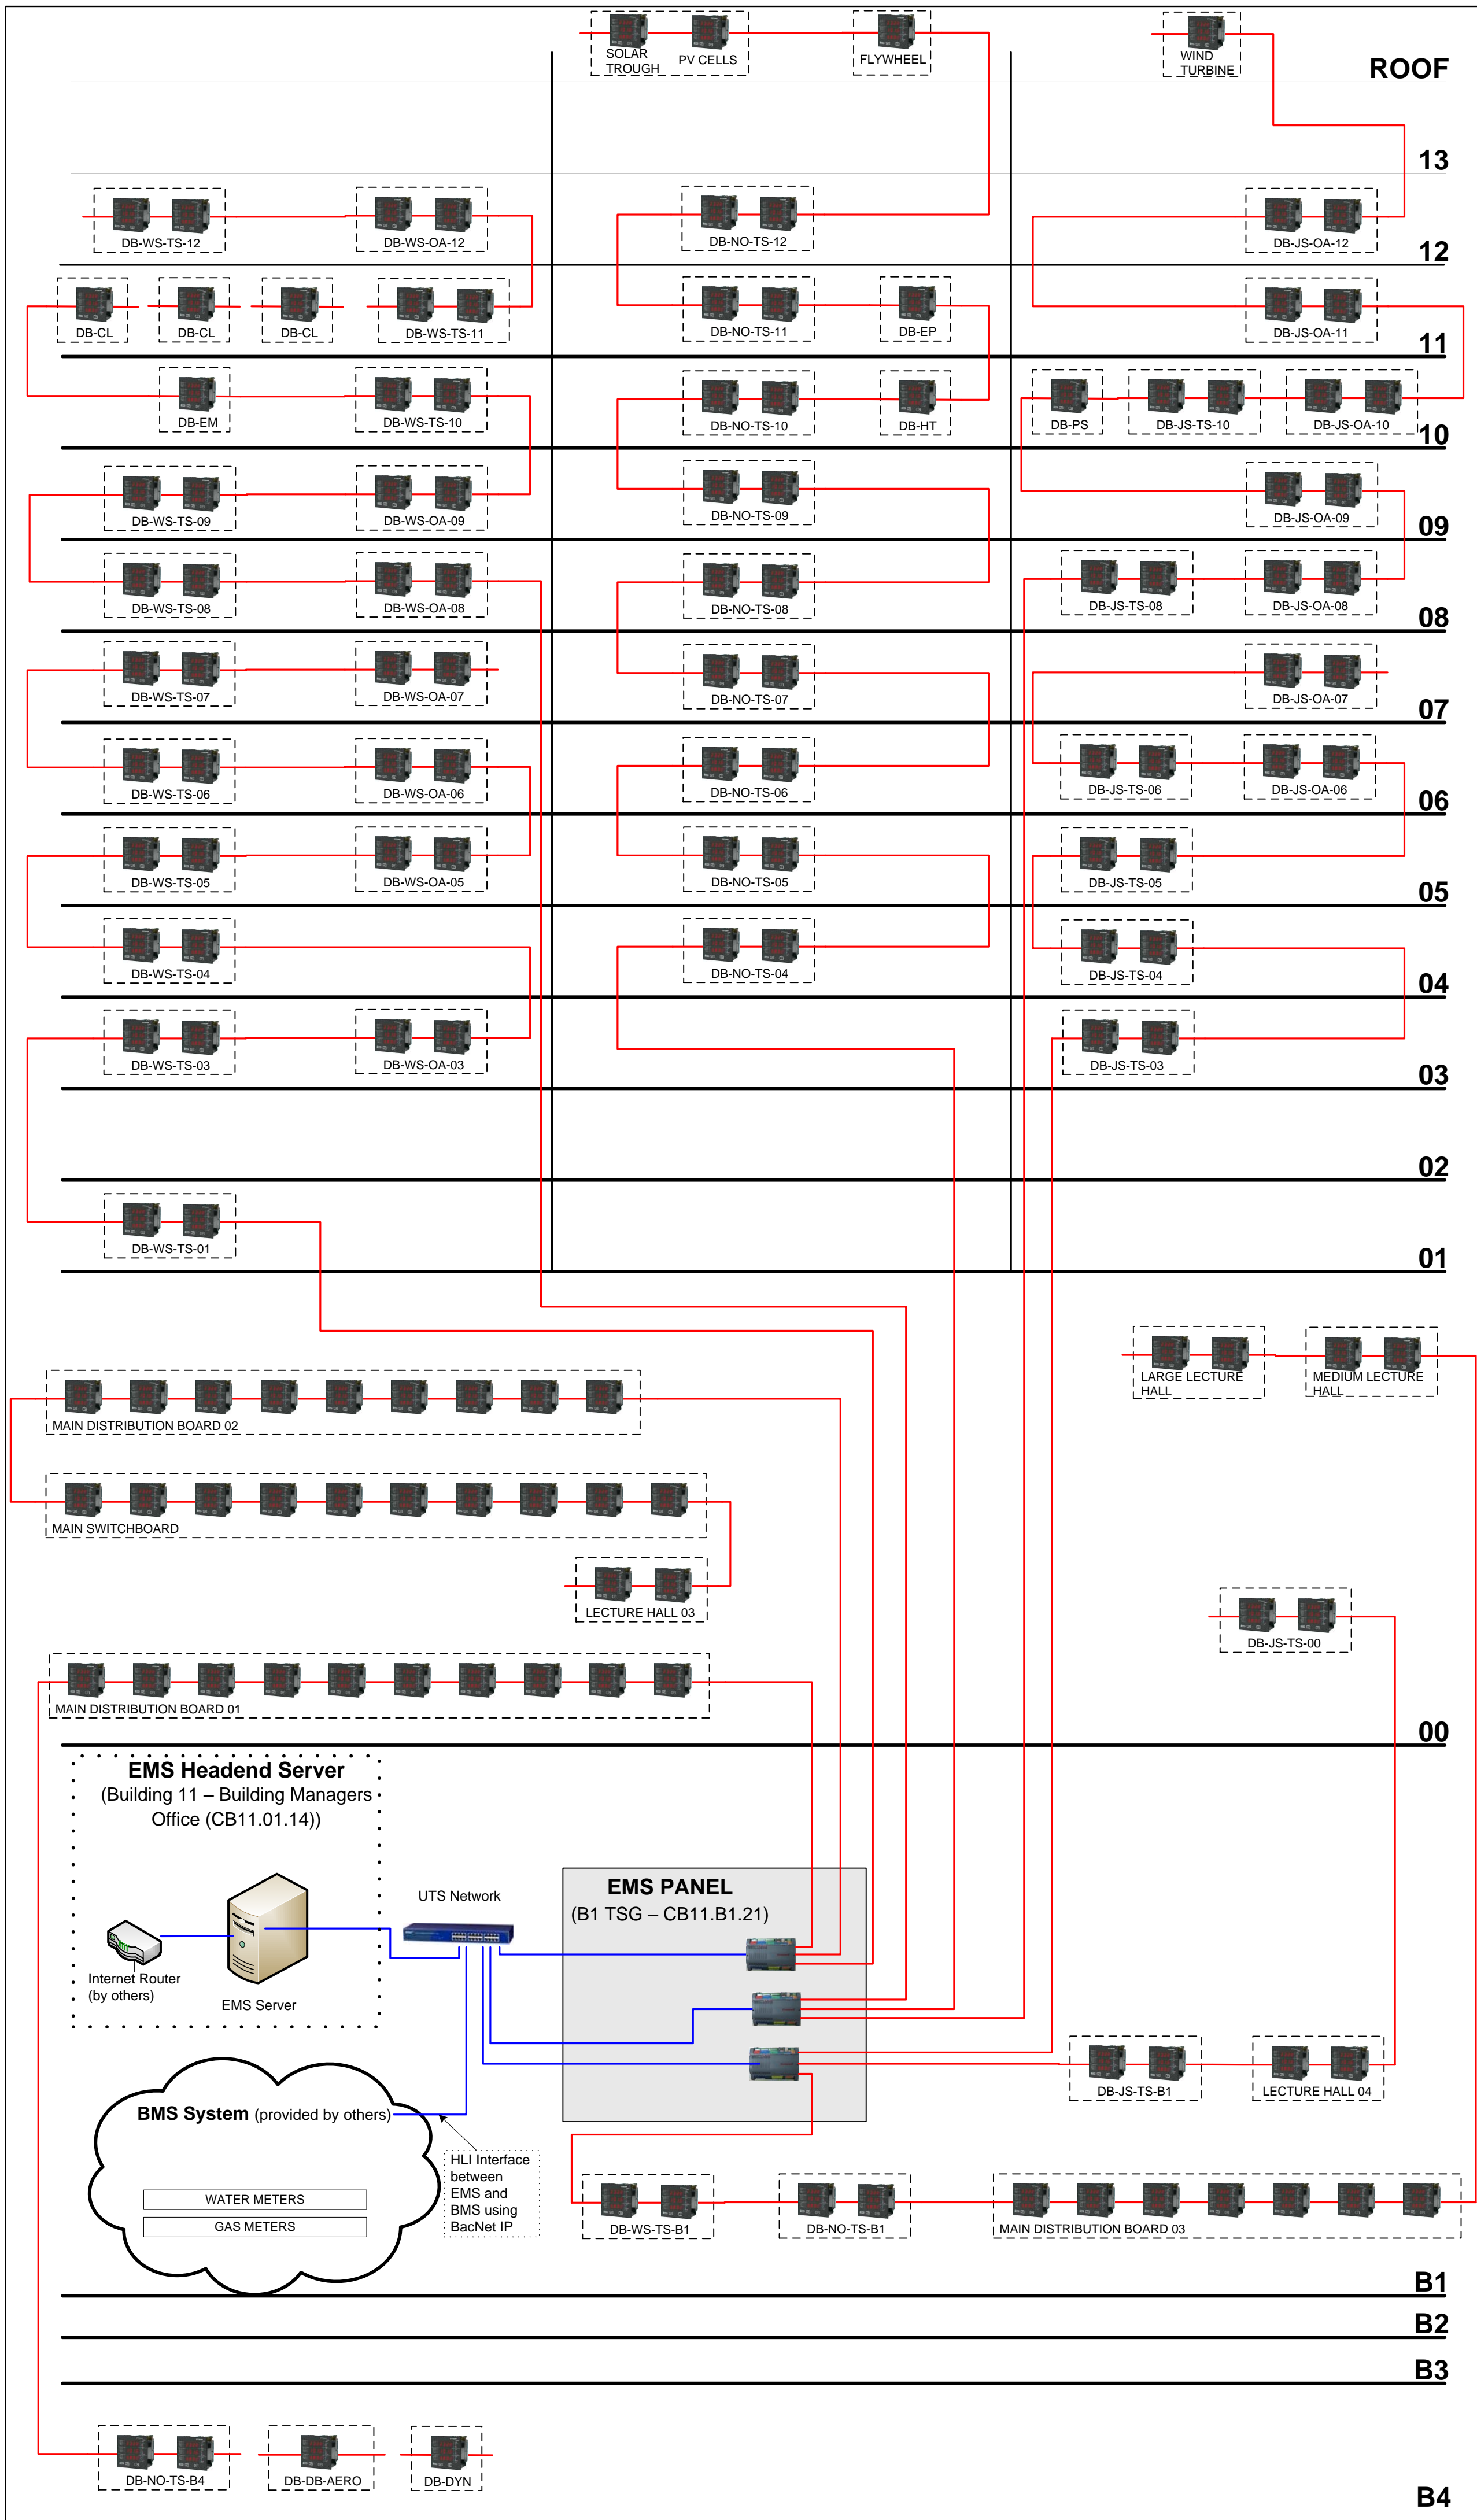 SOLAR
TROUGH
PV CELLS
FLYWHEEL
WIND
TURBINE
ROOF
13
DB-WS-TS-12
DB-WS-OA-12
DB-NO-TS-12
DB-JS-OA-12
12
DB-CL
DB-CL
DB-CL
DB-WS-TS-11
DB-NO-TS-11
DB-EP
DB-JS-OA-11
11
DB-EM
DB-WS-TS-10
DB-NO-TS-10
DB-HT
DB-PS
DB-JS-TS-10
DB-JS-OA-10
10
DB-WS-TS-09
DB-WS-OA-09
DB-NO-TS-09
DB-JS-OA-09
09
DB-WS-TS-08
DB-WS-OA-08
DB-NO-TS-08
DB-JS-TS-08
DB-JS-OA-08
08
DB-WS-TS-07
DB-WS-OA-07
DB-NO-TS-07
DB-JS-OA-07
07
DB-WS-TS-06
DB-WS-OA-06
DB-NO-TS-06
DB-JS-TS-06
DB-JS-OA-06
06
DB-WS-TS-05
DB-WS-OA-05
DB-NO-TS-05
DB-JS-TS-05
05
DB-WS-TS-04
DB-NO-TS-04
DB-JS-TS-04
04
DB-WS-TS-03
DB-WS-OA-03
DB-JS-TS-03
03
02
DB-WS-TS-01
01
LARGE LECTURE
HALL
MEDIUM LECTURE
HALL
MAIN DISTRIBUTION BOARD 02
MAIN SWITCHBOARD
LECTURE HALL 03
DB-JS-TS-00
MAIN DISTRIBUTION BOARD 01
00
EMS Headend Server
(Building 11 – Building Managers
Office (CB11.01.14))
Internet Router
(by others)
EMS Server
UTS Network
EMS PANEL
(B1 TSG – CB11.B1.21)
DB-JS-TS-B1
LECTURE HALL 04
BMS System (provided by others)
WATER METERS
GAS METERS
HLI Interface
between
EMS and
BMS using
BacNet IP
DB-WS-TS-B1
DB-NO-TS-B1
MAIN DISTRIBUTION BOARD 03
B1
B2
B3
DB-NO-TS-B4
DB-DB-AERO
DB-DYN
B4